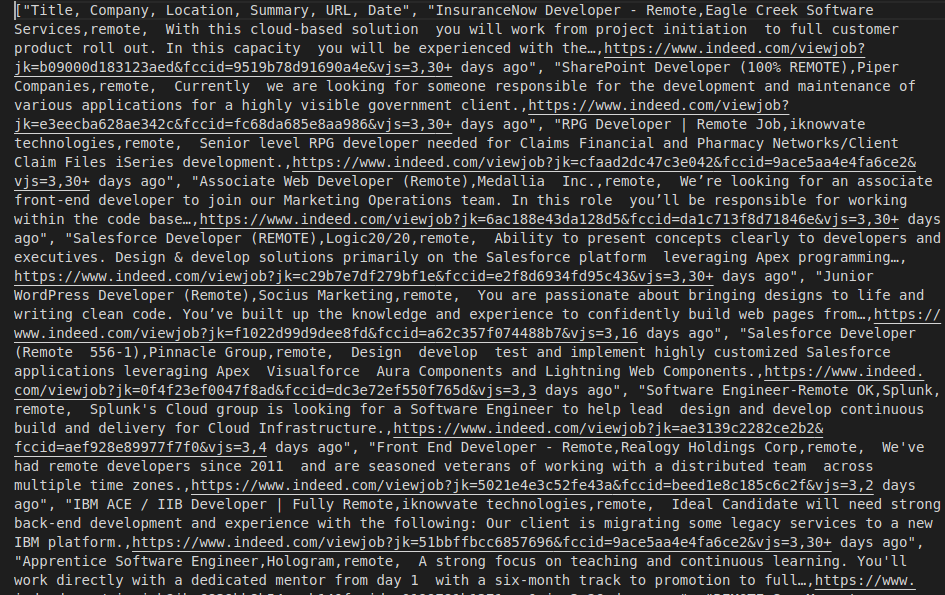 ["Title, Company, Location, Summary, URL, Date", "InsuranceNow Developer - Remote,Eagle Creek Software
Services,remote,  With this cloud-based solution  you will work from project initiation  to full customer
product roll out. In this capacity  you will be experienced with the…,https://www.indeed.com/viewjob?
jk=b09000d183123aed&fccid=9519b78d91690a4e&vjs=3,30+ days ago", "SharePoint Developer (100% REMOTE),Piper
Companies,remote,  Currently  we are looking for someone responsible for the development and maintenance of
various applications for a highly visible government client.,https://www.indeed.com/viewjob?
jk=e3eecba628ae342c&fccid=fc68da685e8aa986&vjs=3,30+ days ago", "RPG Developer | Remote Job,iknowvate
technologies,remote,  Senior level RPG developer needed for Claims Financial and Pharmacy Networks/Client
Claim Files iSeries development.,https://www.indeed.com/viewjob?jk=cfaad2dc47c3e042&fccid=9ace5aa4e4fa6ce2&
vjs=3,30+ days ago", "Associate Web Developer (Remote),Medallia  Inc.,remote,  We’re looking for an associate
front-end developer to join our Marketing Operations team. In this role  you’ll be responsible for working
within the code base…,https://www.indeed.com/viewjob?jk=6ac188e43da128d5&fccid=da1c713f8d71846e&vjs=3,30+ days
ago", "Salesforce Developer (REMOTE),Logic20/20,remote,  Ability to present concepts clearly to developers and
executives. Design & develop solutions primarily on the Salesforce platform  leveraging Apex programming…,
https://www.indeed.com/viewjob?jk=c29b7e7df279bf1e&fccid=e2f8d6934fd95c43&vjs=3,30+ days ago", "Junior
WordPress Developer (Remote),Socius Marketing,remote,  You are passionate about bringing designs to life and
writing clean code. You’ve built up the knowledge and experience to confidently build web pages from…,https://
www.indeed.com/viewjob?jk=f1022d99d9dee8fd&fccid=a62c357f074488b7&vjs=3,16 days ago", "Salesforce Developer
(Remote  556-1),Pinnacle Group,remote,  Design  develop  test and implement highly customized Salesforce
applications leveraging Apex  Visualforce  Aura Components and Lightning Web Components.,https://www.indeed.
com/viewjob?jk=0f4f23ef0047f8ad&fccid=dc3e72ef550f765d&vjs=3,3 days ago", "Software Engineer-Remote OK,Splunk,
remote,  Splunk's Cloud group is looking for a Software Engineer to help lead  design and develop continuous
build and delivery for Cloud Infrastructure.,https://www.indeed.com/viewjob?jk=ae3139c2282ce2b2&
fccid=aef928e89977f7f0&vjs=3,4 days ago", "Front End Developer - Remote,Realogy Holdings Corp,remote,  We've
had remote developers since 2011  and are seasoned veterans of working with a distributed team  across
multiple time zones.,https://www.indeed.com/viewjob?jk=5021e4e3c52fe43a&fccid=beed1e8c185c6c2f&vjs=3,2 days
ago", "IBM ACE / IIB Developer | Fully Remote,iknowvate technologies,remote,  Ideal Candidate will need strong
back-end development and experience with the following: Our client is migrating some legacy services to a new
IBM platform.,https://www.indeed.com/viewjob?jk=51bbffbcc6857696&fccid=9ace5aa4e4fa6ce2&vjs=3,30+ days ago",
"Apprentice Software Engineer,Hologram,remote,  A strong focus on teaching and continuous learning. You'll
work directly with a dedicated mentor from day 1  with a six-month track to promotion to full…,https://www.